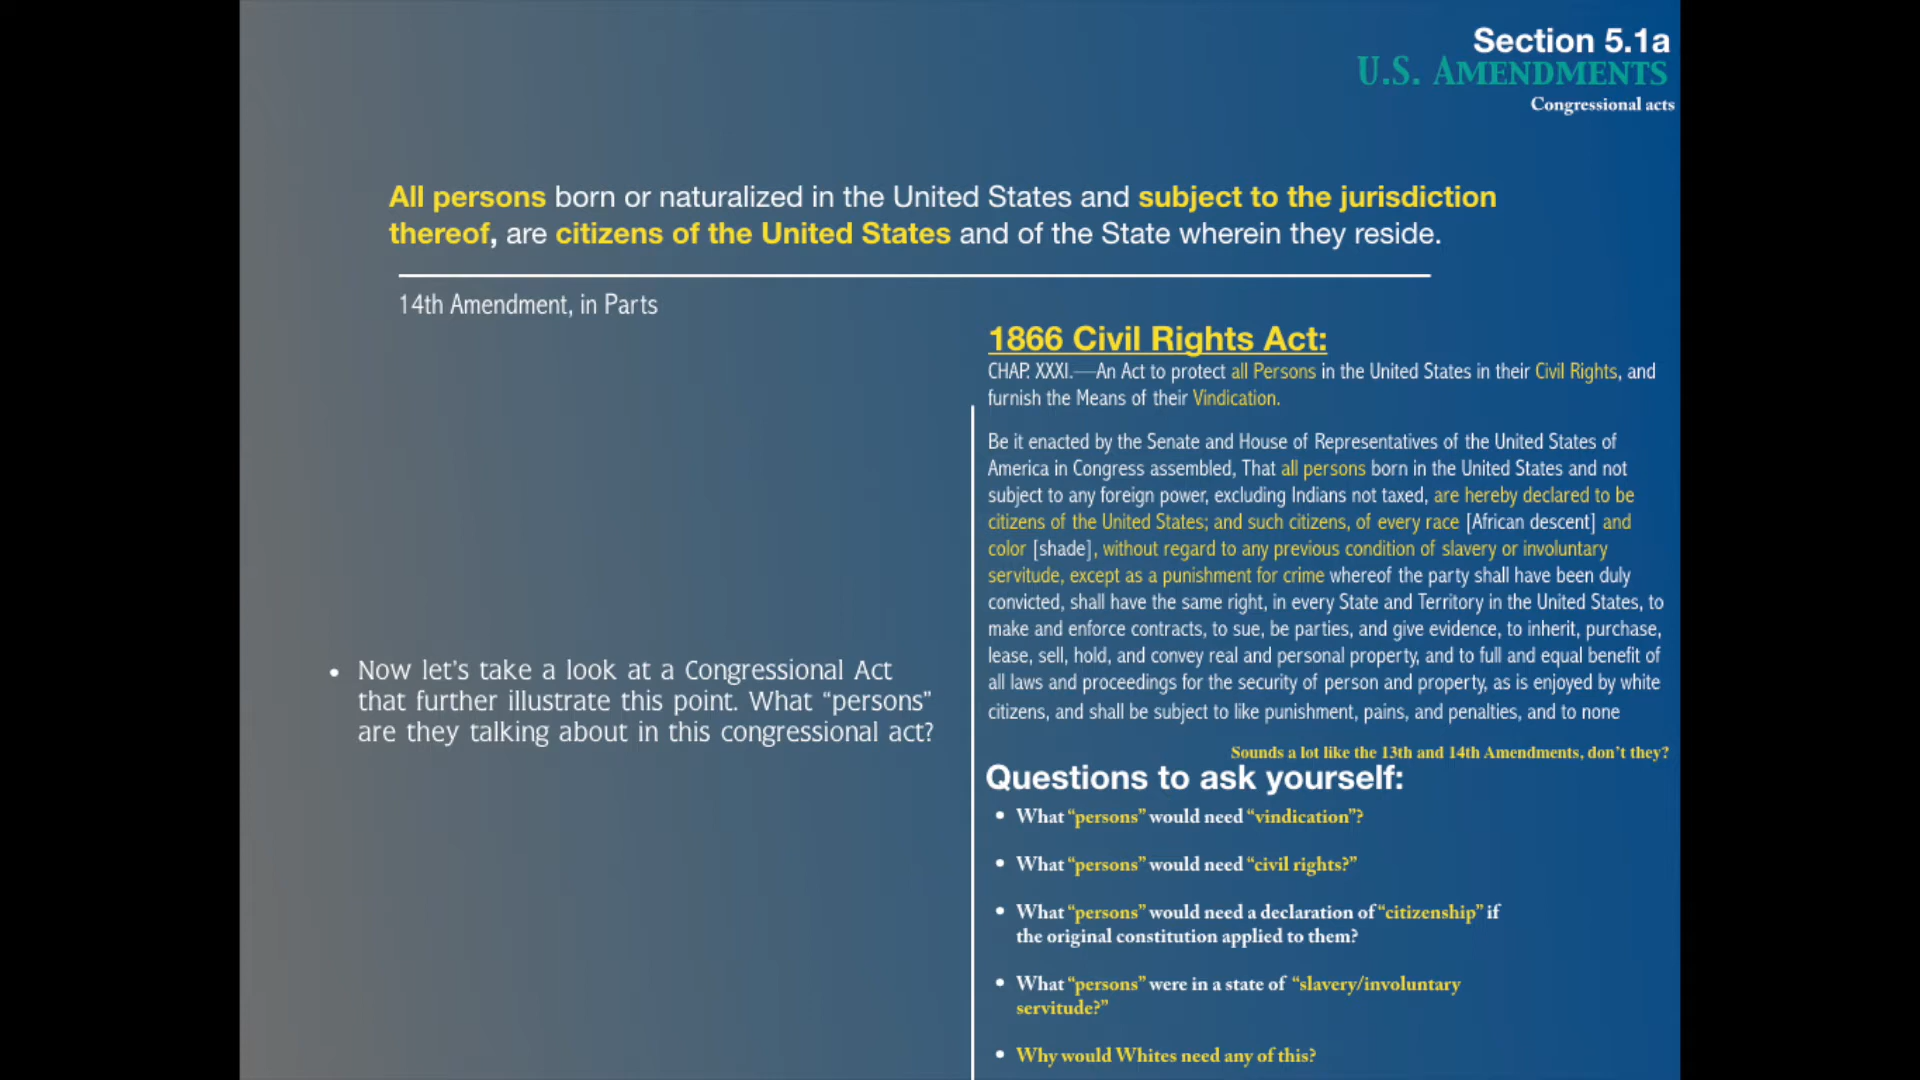 Section 5.1a
U.S. AMENDMENTS
Congressional acts
All persons born or naturalized in the United States and subject to the jurisdiction
thereof, are citizens of the United States and of the State wherein they reside.
14th Amendment, in Parts
1866 Civil Rights Act:
CHAP. XXXI.—An Act to protect all Persons in the United States in their Civil Rights, and
furnish the Means of their Vindication.
Be it enacted by the Senate and House of Representatives of the United States of
America in Congress assembled, That all persons born in the United States and not
subject to any foreign power, excluding Indians not taxed, are hereby declared to be
citizens of the United States; and such citizens, of every race [African descent] and
color [shade], without regard to any previous condition of slavery or involuntary
servitude, except as a punishment for crime whereof the party shall have been duly
convicted, shall have the same right, in every State and Territory in the United States, to
make and enforce contracts, to sue, be parties, and give evidence, to inherit, purchase,
lease, sell, hold, and convey real and personal property, and to full and equal benefit of
all laws and proceedings for the security of person and property, as is enjoyed by white
citizens, and shall be subject to like punishment, pains, and penalties, and to none
• Now let's take a look at a Congressional Act
that further illustrate this point. What “persons”
are they talking about in this congressional act?
Sounds a lot like the 13th and 14th Amendments, don't they?
Questions to ask yourself:
• What “persons” would need “vindication”?
• What “persons” would need “civil rights?”
• What “persons” would need a declaration of “citizenship” if
the original constitution applied to them?
• What “persons” were in a state of “slavery/involuntary
servitude?”
• Why would Whites need any of this?